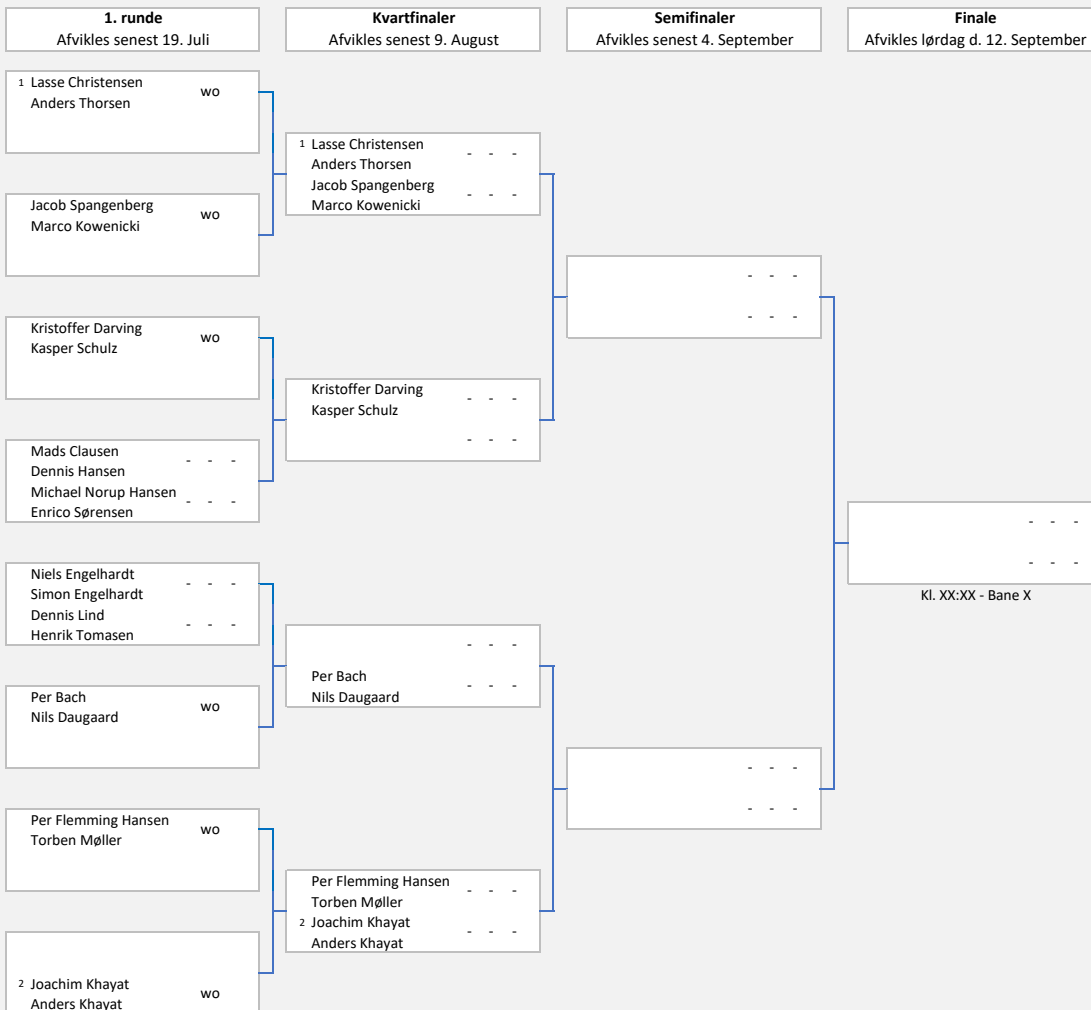 1. runde
Afvikles senest 19. Juli
Kvartfinaler
Afvikles senest 9. August
Semifinaler
Afvikles senest 4. September
Finale
Afvikles lørdag d. 12. September
1 Lasse Christensen
wo
Anders Thorsen
Jacob Spangenberg
wo
Marco Kowenicki
Kristoffer Darving
wo
Kasper Schulz
Mads Clausen
- - -
Dennis Hansen
Michael Norup Hansen
- - -
Enrico Sørensen
Niels Engelhardt
- - -
Simon Engelhardt
Dennis Lind
- - -
Henrik Tomasen
Per Bach
wo
Nils Daugaard
Per Flemming Hansen
wo
Torben Møller
2 Joachim Khayat
wo
Anders Khayat
1 Lasse Christensen
- - -
Anders Thorsen
Jacob Spangenberg
- - -
Marco Kowenicki
Kristoffer Darving
- - -
Kasper Schulz
- - -
- - -
Per Bach
- - -
Nils Daugaard
Per Flemming Hansen
- - -
Torben Møller
2 Joachim Khayat
- - -
Anders Khayat
- - -
- - -
- - -
- - -
- - -
- - -
Kl. XX:XX - Bane X